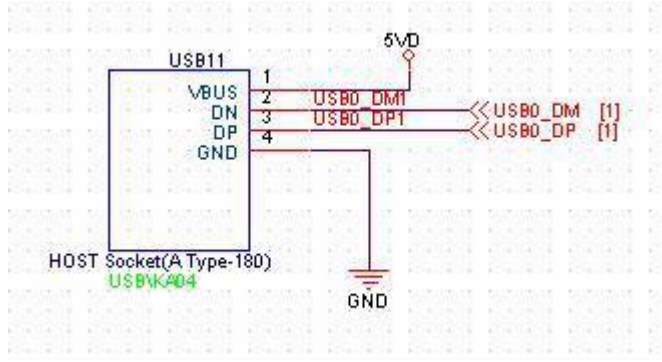 5VD
USB11
1
VBUS
2
USB0_DM1
DN
USB0_DM [1]
3
USB0_DP1
DP
USB0_DP [1]
4
GND
HOST Socket(A Type-180)
USB\KA04
GND